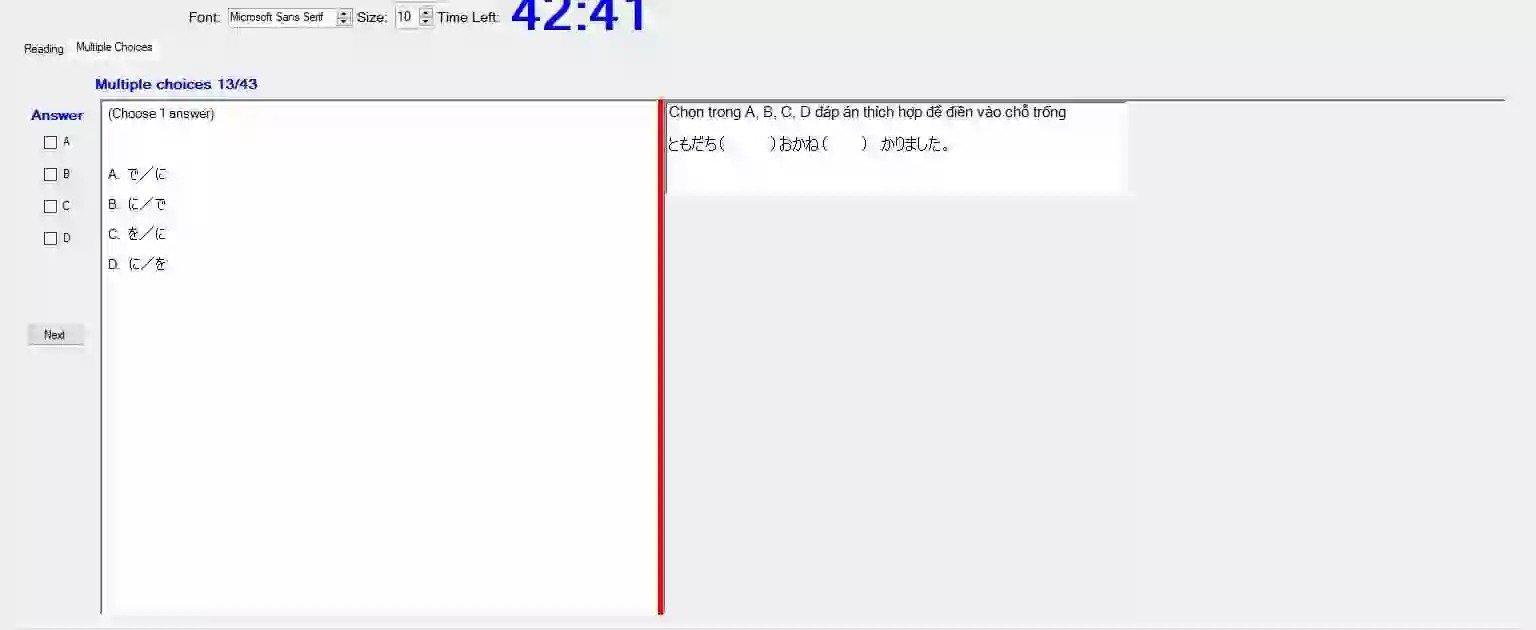 Font: Microsoft Sans Serif Size: 10 Time Left: 42:41
Reading Multiple Choices
Multiple choices 13/43
Answer
A
B
C
D
Next
(Choose 1 answer)
A. で／に
B. に／で
C. を／に
D. に／を
Chọn trong A, B, C, D đáp án thích hợp để điền vào chỗ trống
ともだち( )おかね( ) かりました。